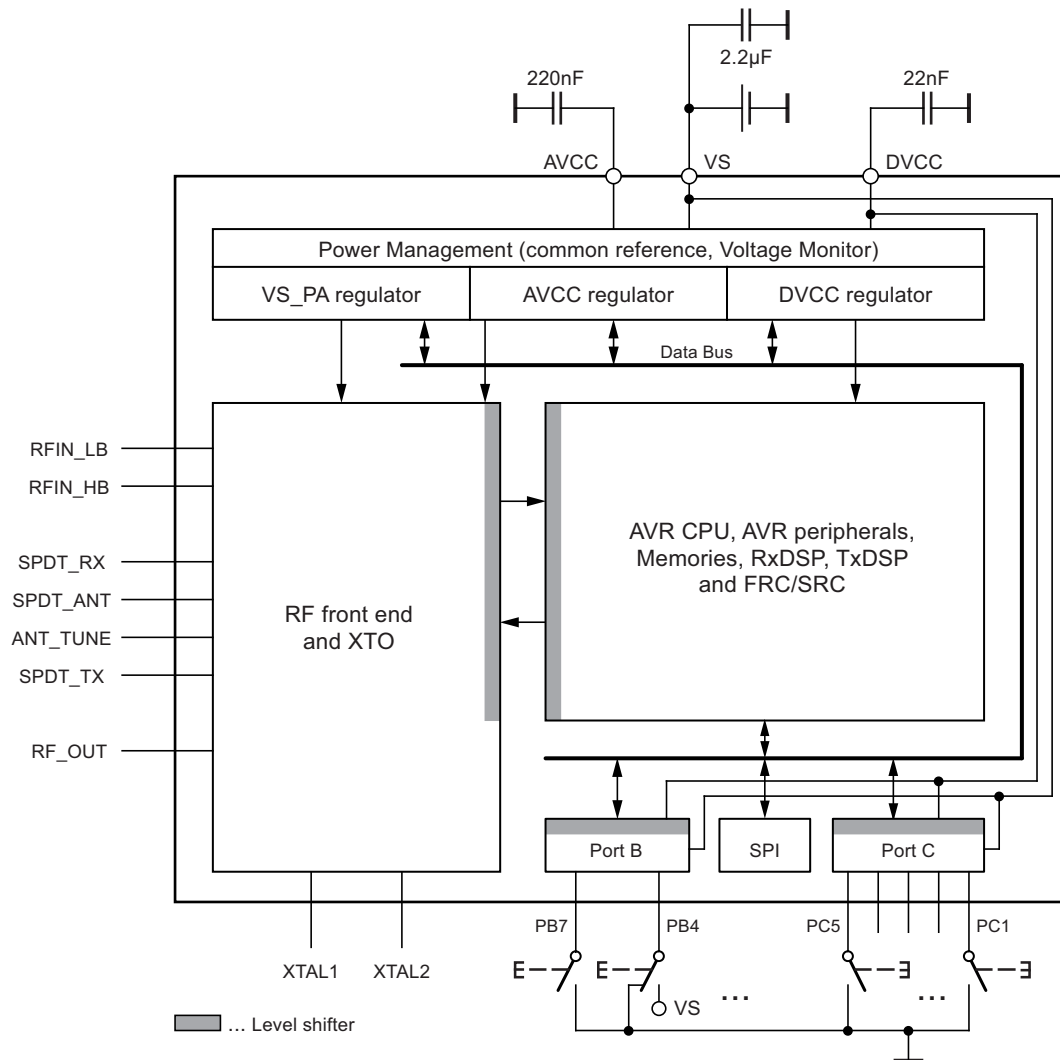 2.2µF
220nF
22nF
AVCC
VS
DVCC
Power Management (common reference, Voltage Monitor)
VS_PA regulator
AVCC regulator
DVCC regulator
Data Bus
RFIN_LB
RFIN_HB
SPDT_RX
SPDT_ANT
ANT_TUNE
SPDT_TX
RF_OUT
RF front end
and XTO
AVR CPU, AVR peripherals,
Memories, RxDSP, TxDSP
and FRC/SRC
Port B
SPI
Port C
PB7
PB4
PC5
PC1
XTAL1
XTAL2
VS
...
...
... Level shifter